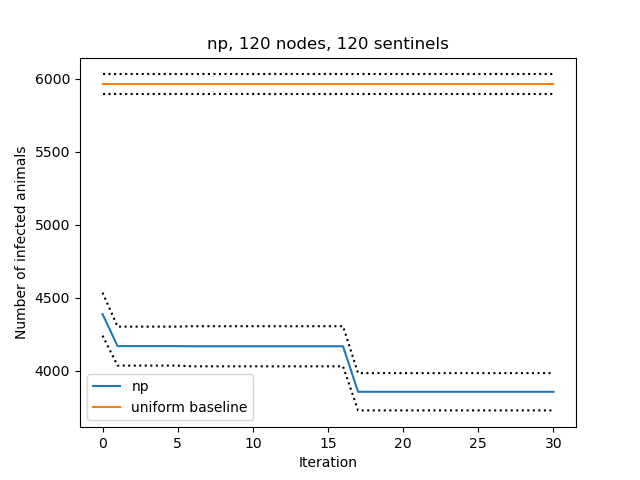 np, 120 nodes, 120 sentinels
Number of infected animals
6000
5500
5000
4500
4000
np
uniform baseline
0 5 10 15 20 25 30
Iteration